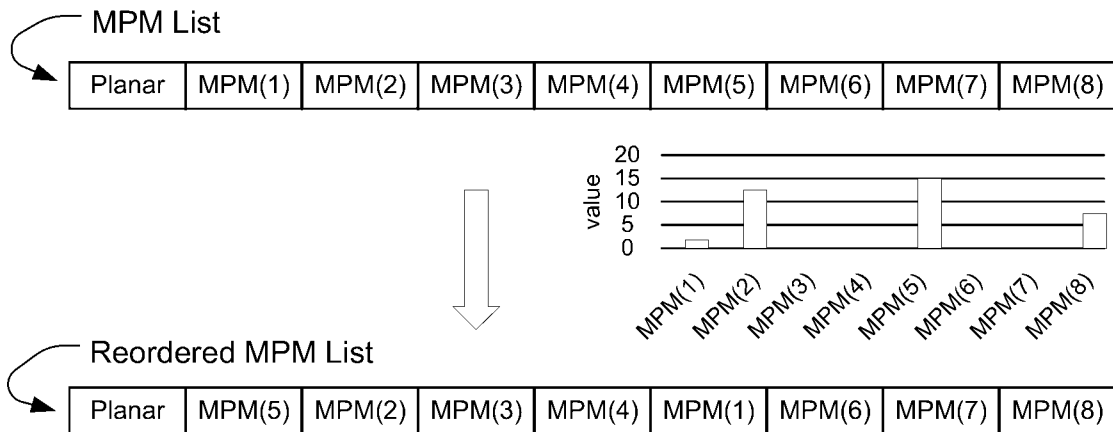 MPM List
Planar MPM(1) MPM(2) MPM(3) MPM(4) MPM(5) MPM(6) MPM(7) MPM(8)
value
20
15
10
5
0
MPM(1) MPM(2) MPM(3) MPM(4) MPM(5) MPM(6) MPM(7) MPM(8)
Reordered MPM List
Planar MPM(5) MPM(2) MPM(3) MPM(4) MPM(1) MPM(6) MPM(7) MPM(8)